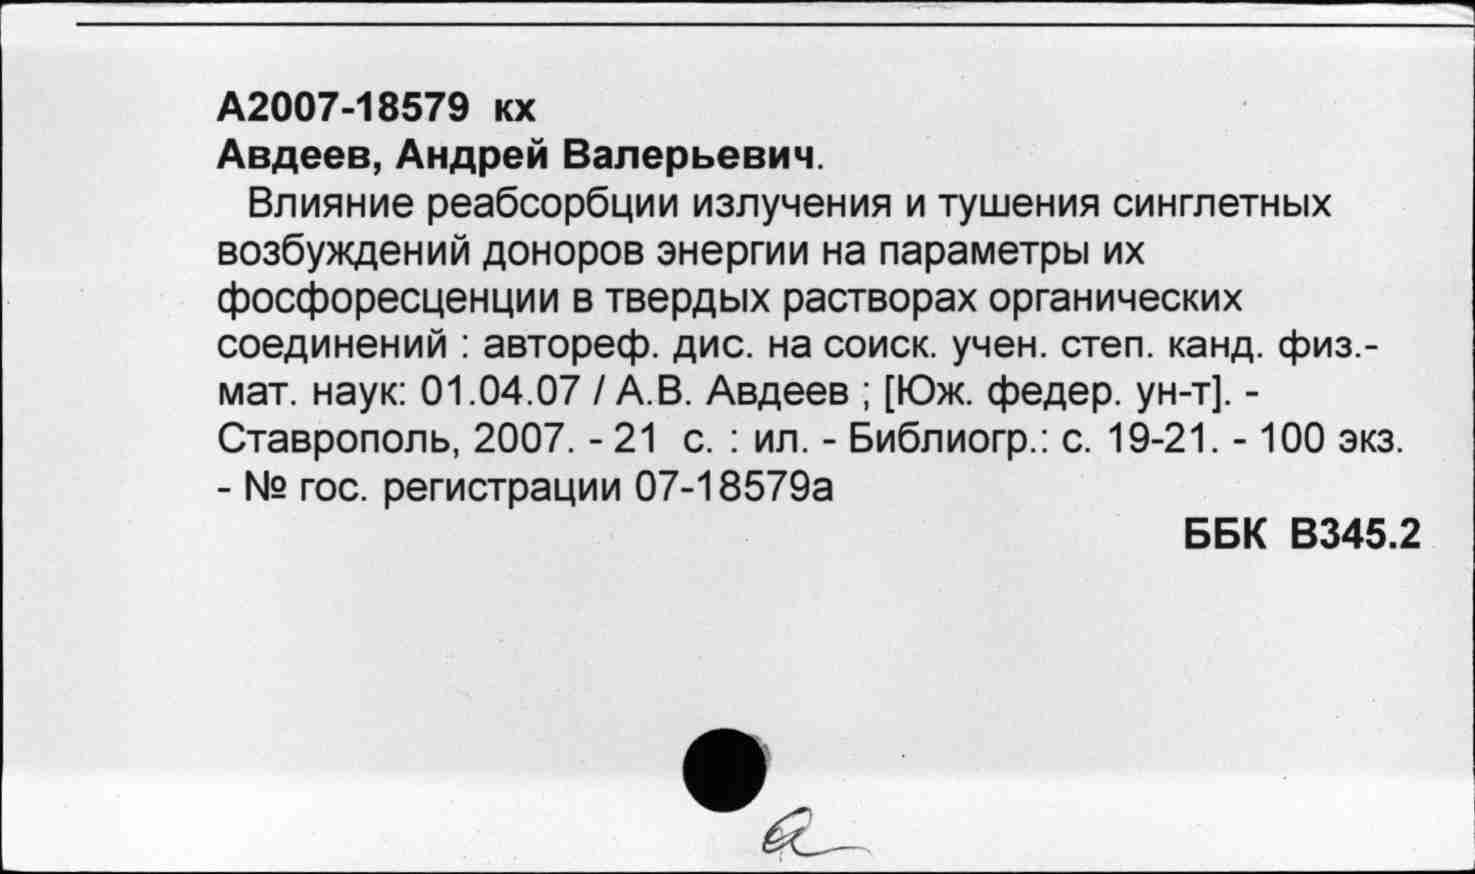 А2007-18579 кх
Авдеев, Андрей Валерьевич.
Влияние реабсорбции излучения и тушения синглетных
возбуждений доноров энергии на параметры их
фосфоресценции в твердых растворах органических
соединений : автореф. дис. на соиск. учен. степ. канд. физ.-
мат. наук: 01.04.07 / А.В. Авдеев ; [Юж. федер. ун-т]. -
Ставрополь, 2007. - 21 с. : ил. - Библиогр.: с. 19-21. - 100 экз.
- № гос. регистрации 07-18579а
ББК В345.2
а